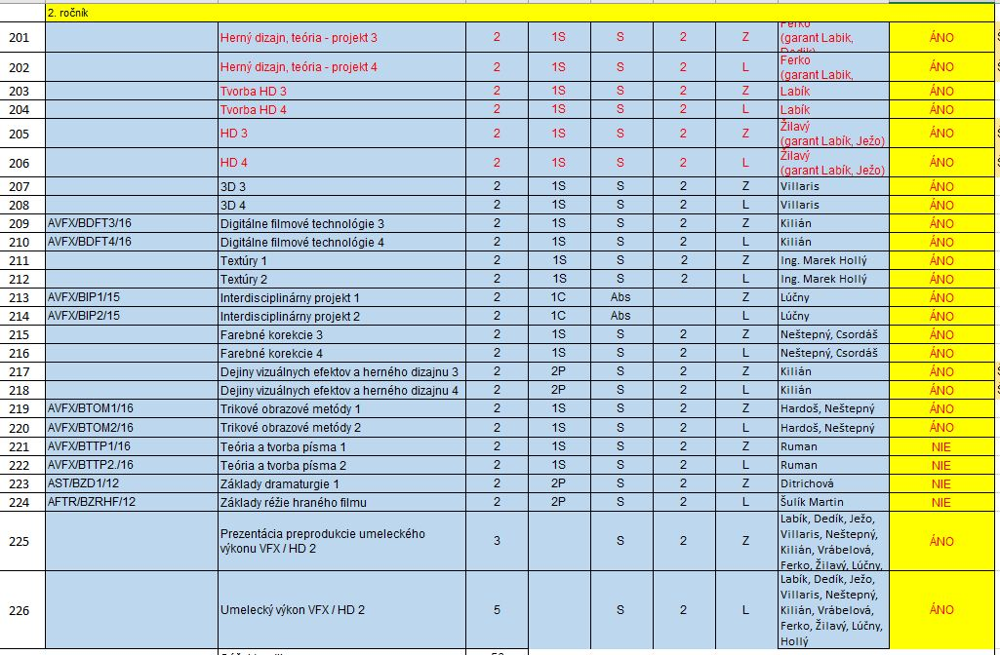 2. ročník
201 Herný dizajn, teória - projekt 3 2 1S S 2 Z Ferko (garant Labik, Dedik) ÁNO
202 Herný dizajn, teória - projekt 4 2 1S S 2 L Ferko (garant Labik, ÁNO
203 Tvorba HD 3 2 1S S 2 Z Labík ÁNO
204 Tvorba HD 4 2 1S S 2 L Labík ÁNO
205 HD 3 2 1S S 2 Z Žilavý (garant Labík, Ježo) ÁNO
206 HD 4 2 1S S 2 L Žilavý (garant Labík, Ježo) ÁNO
207 3D 3 2 1S S 2 Z Villaris ÁNO
208 3D 4 2 1S S 2 L Villaris ÁNO
209 AVFX/BDFT3/16 Digitálne filmové technológie 3 2 1S S 2 Z Kilián ÁNO
210 AVFX/BDFT4/16 Digitálne filmové technológie 4 2 1S S 2 L Kilián ÁNO
211 Textúry 1 2 1S S 2 Z Ing. Marek Hollý ÁNO
212 Textúry 2 2 1S S 2 L Ing. Marek Hollý ÁNO
213 AVFX/BIP1/15 Interdisciplinárny projekt 1 2 1C Abs Z Lúčny ÁNO
214 AVFX/BIP2/15 Interdisciplinárny projekt 2 2 1C Abs L Lúčny ÁNO
215 Farebné korekcie 3 2 1S S 2 Z Neštepný, Csordáš ÁNO
216 Farebné korekcie 4 2 1S S 2 L Neštepný, Csordáš ÁNO
217 Dejiny vizuálnych efektov a herného dizajnu 3 2 2P S 2 Z Kilián ÁNO
218 Dejiny vizuálnych efektov a herného dizajnu 4 2 2P S 2 L Kilián ÁNO
219 AVFX/BTOM1/16 Trikové obrazové metódy 1 2 1S S 2 Z Hardoš, Neštepný ÁNO
220 AVFX/BTOM2/16 Trikové obrazové metódy 2 2 1S S 2 L Hardoš, Neštepný ÁNO
221 AVFX/BTTP1/16 Teória a tvorba písma 1 2 1S S 2 Z Ruman NIE
222 AVFX/BTTP2./16 Teória a tvorba písma 2 2 1S S 2 L Ruman NIE
223 AST/BZD1/12 Základy dramaturgie 1 2 2P S 2 Z Ditrichová NIE
224 AFTR/BZRHF/12 Základy réžie hraného filmu 2 2P S 2 L Šulík Martin NIE
225 Prezentácia preprodukcie umeleckého výkonu VFX / HD 2 3 S 2 Z Labík, Dedík, Ježo, Villaris, Neštepný, Kilián, Vrábelová, Ferko, Žilavý, Lúčny, ÁNO
226 Umelecký výkon VFX / HD 2 5 S 2 L Labík, Dedík, Ježo, Villaris, Neštepný, Kilián, Vrábelová, Ferko, Žilavý, Lúčny, Hollý ÁNO